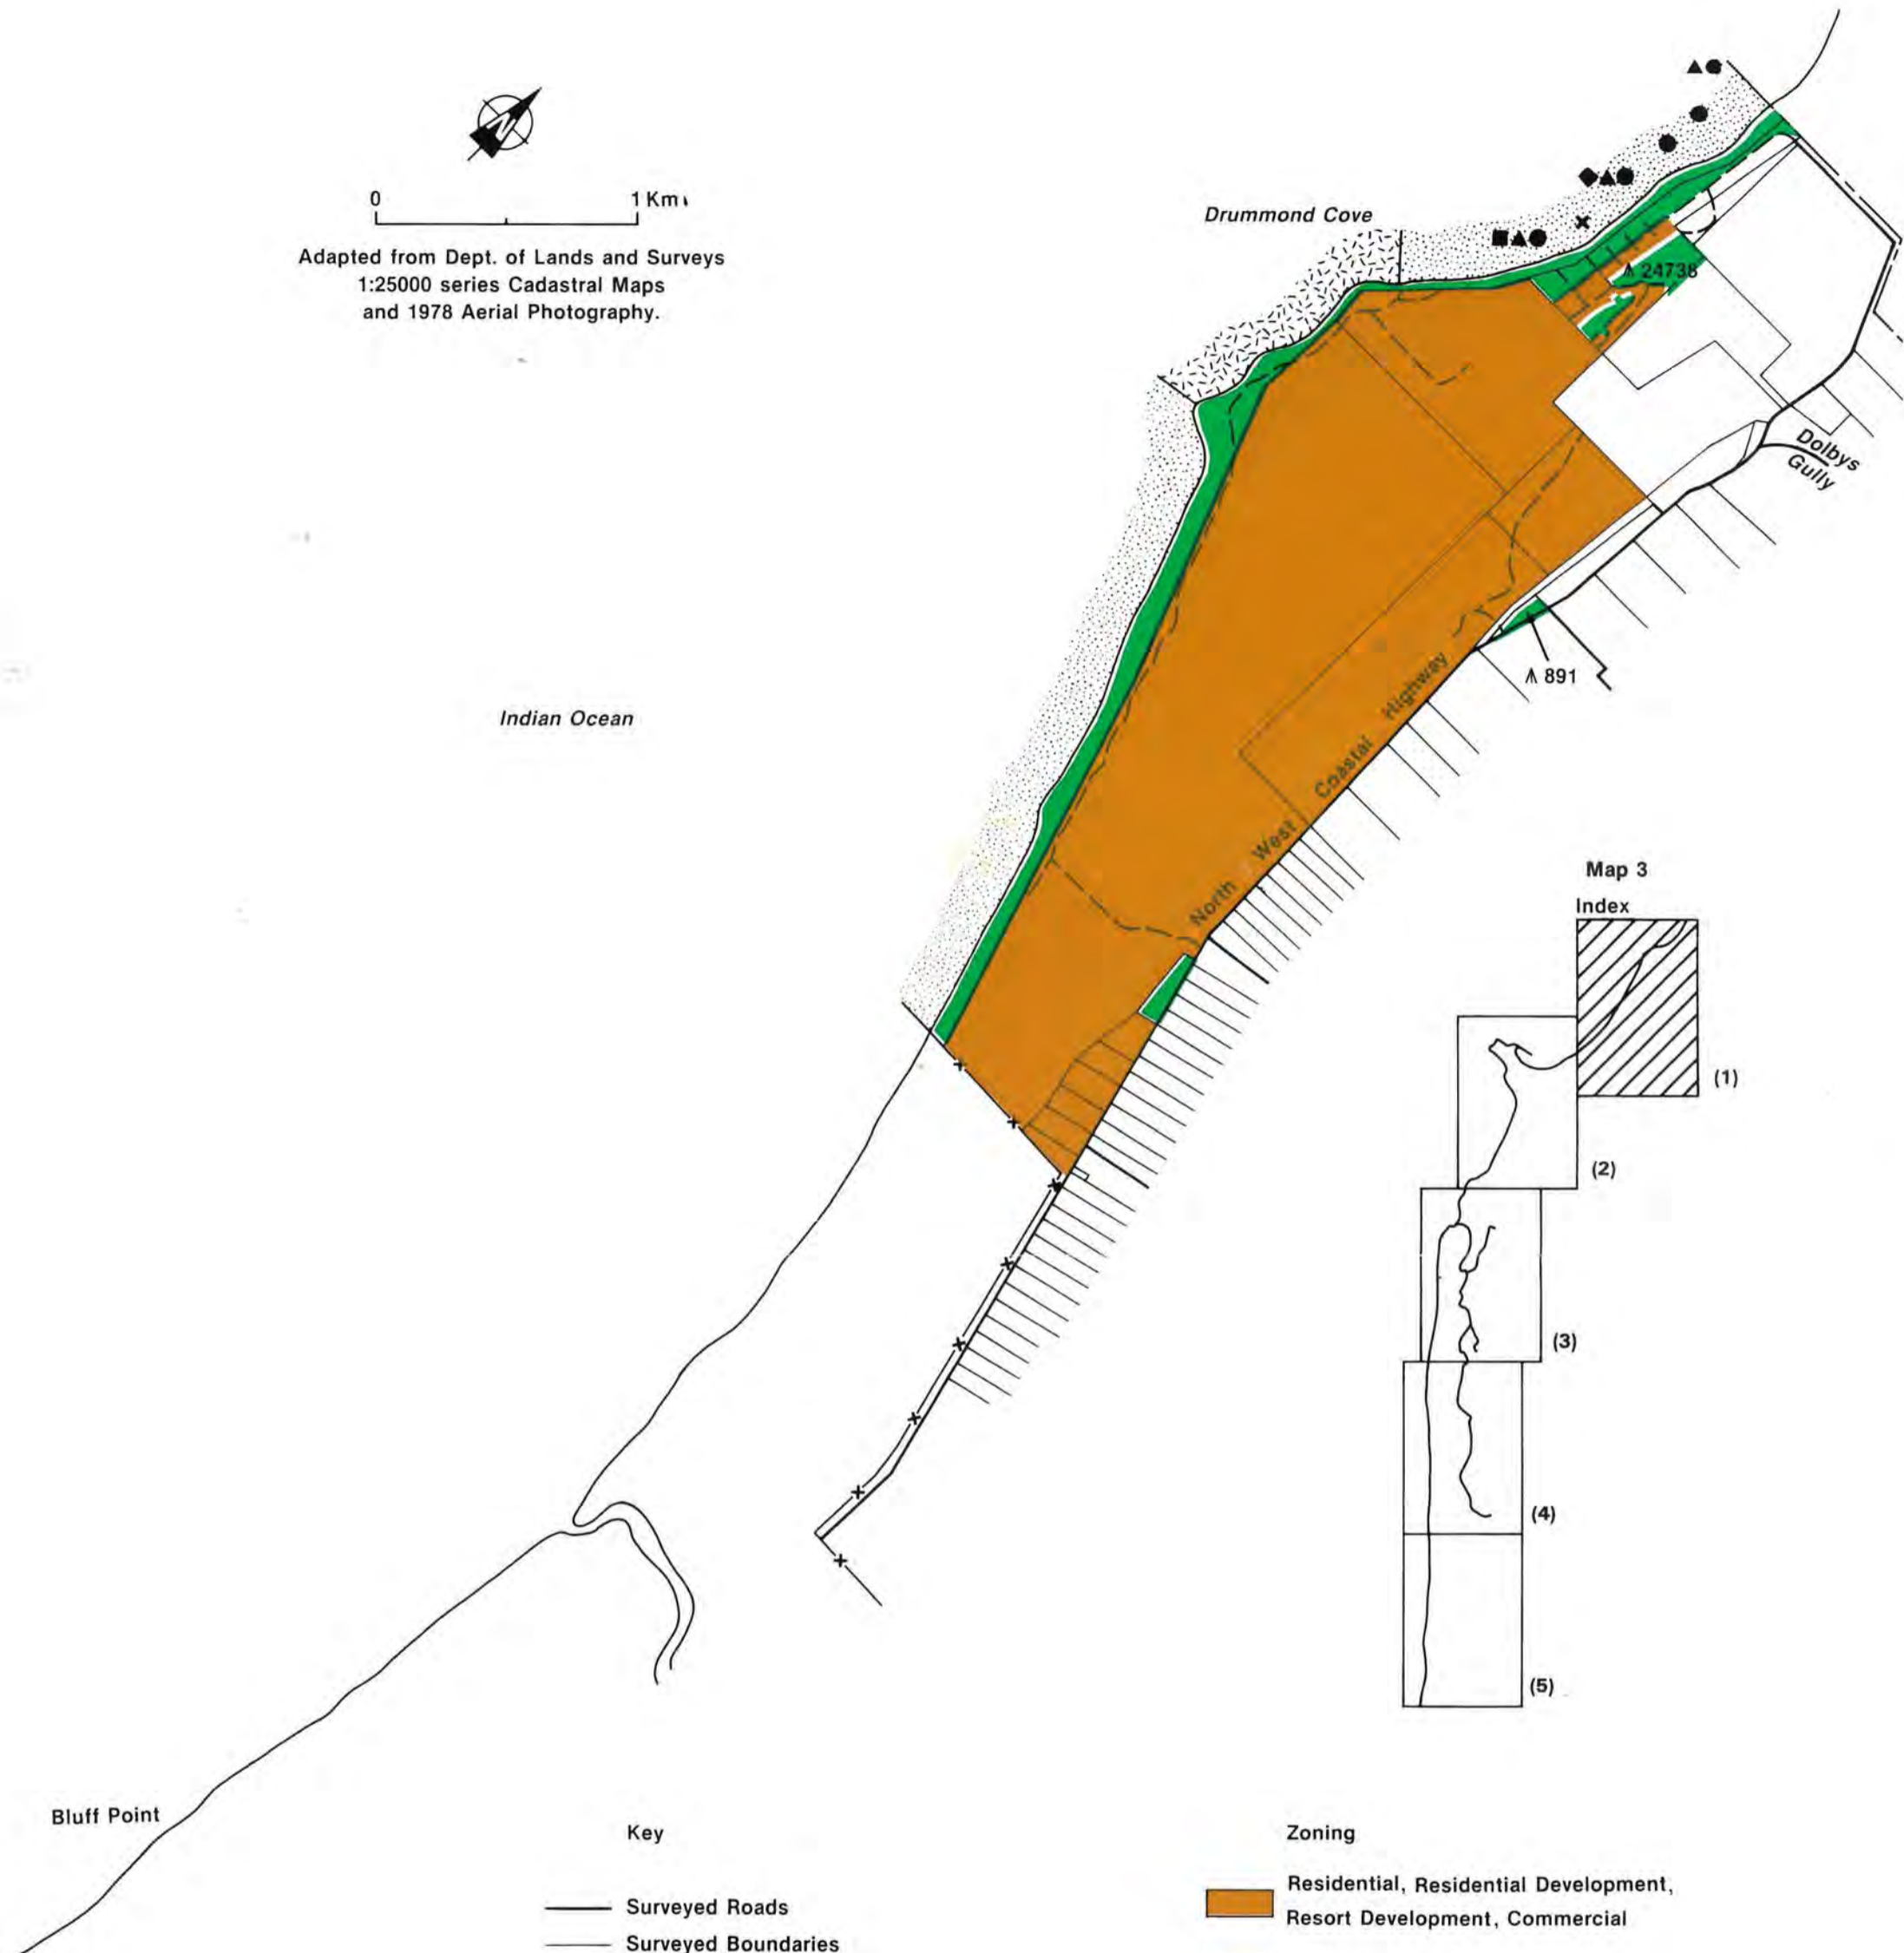 N
0 1 Km
Adapted from Dept. of Lands and Surveys
1:25000 series Cadastral Maps
and 1978 Aerial Photography.
Drummond Cove
24738
Dolbys
Gully
891
Indian Ocean
North West Coastal Highway
Map 3
Index
(1)
(2)
(3)
(4)
(5)
Bluff Point
Key
Surveyed Roads
Surveyed Boundaries
Zoning
Residential, Residential Development,
Resort Development, Commercial